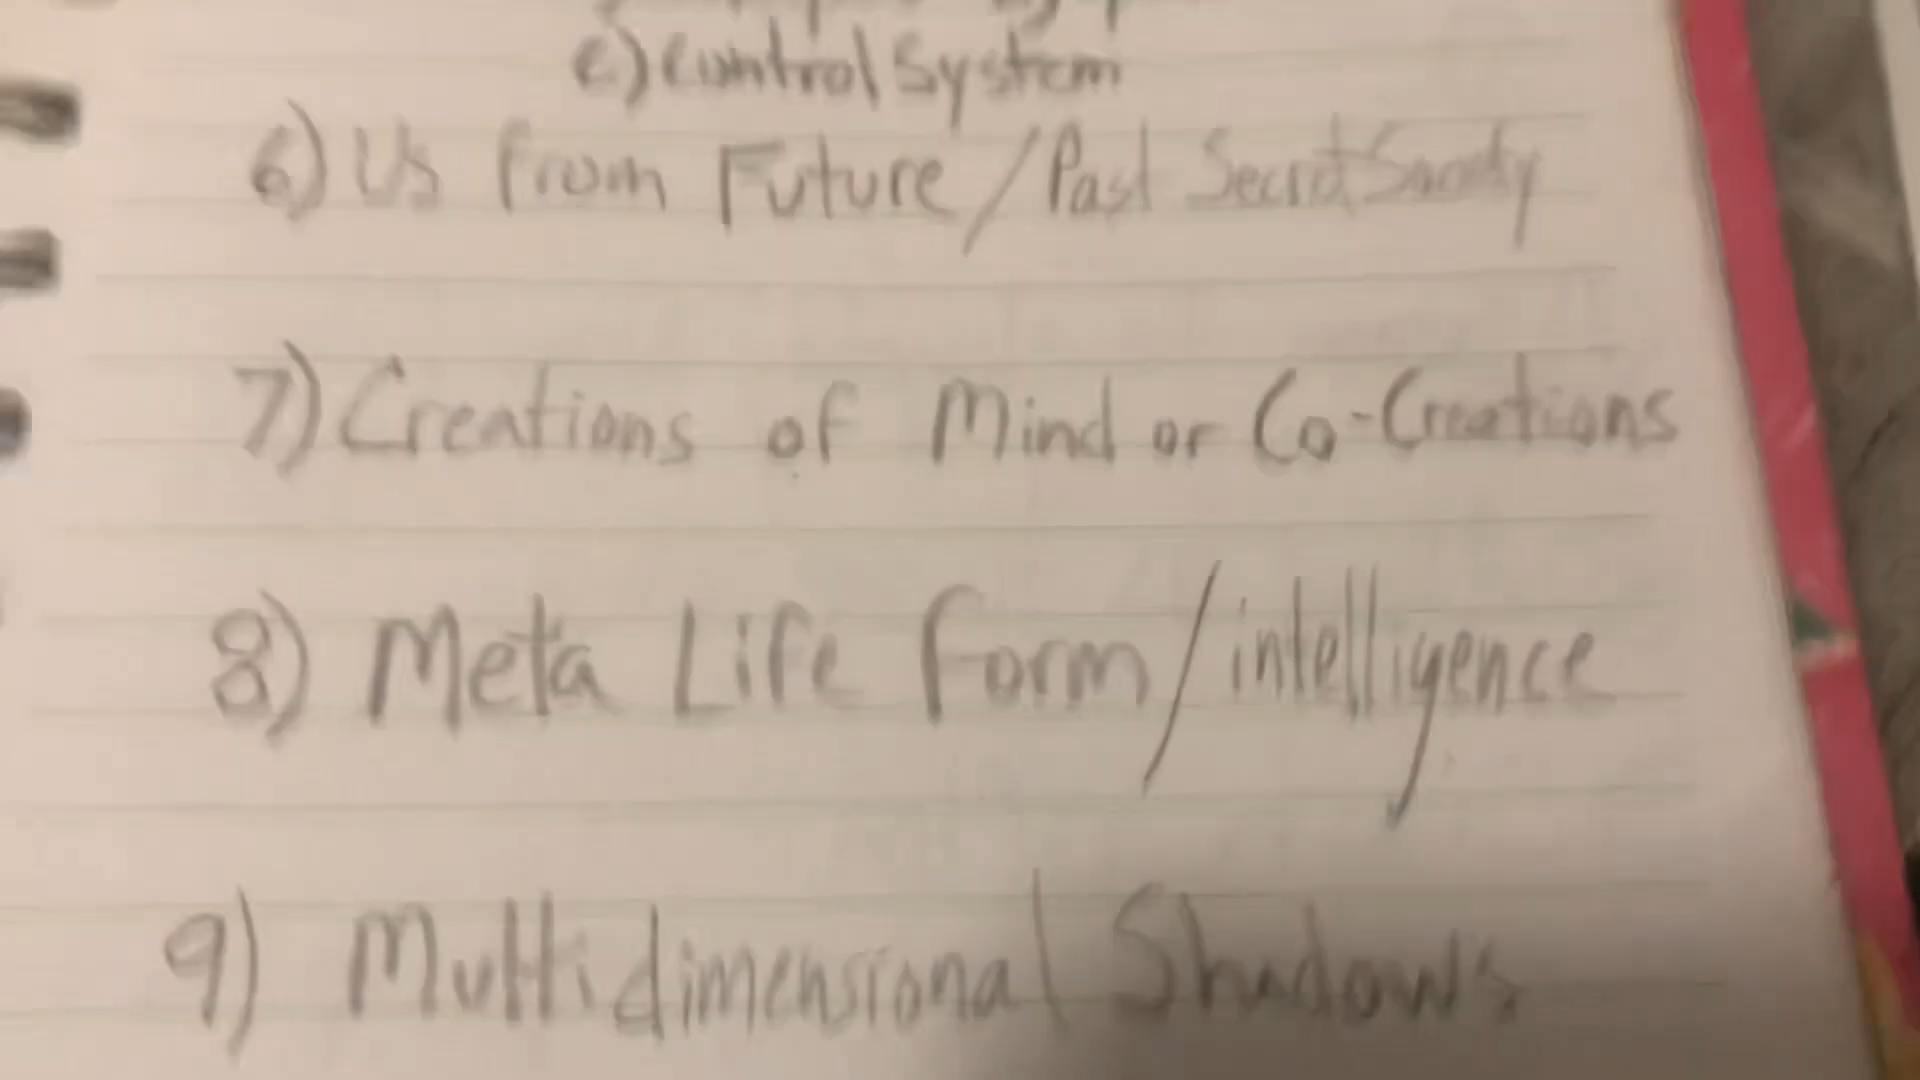 c) Control System
6) Us From Future/Past Secret Society
7) Creations of Mind or Co-Creations
8) Meta Life Form/intelligence
9) Multidimensional Shadows